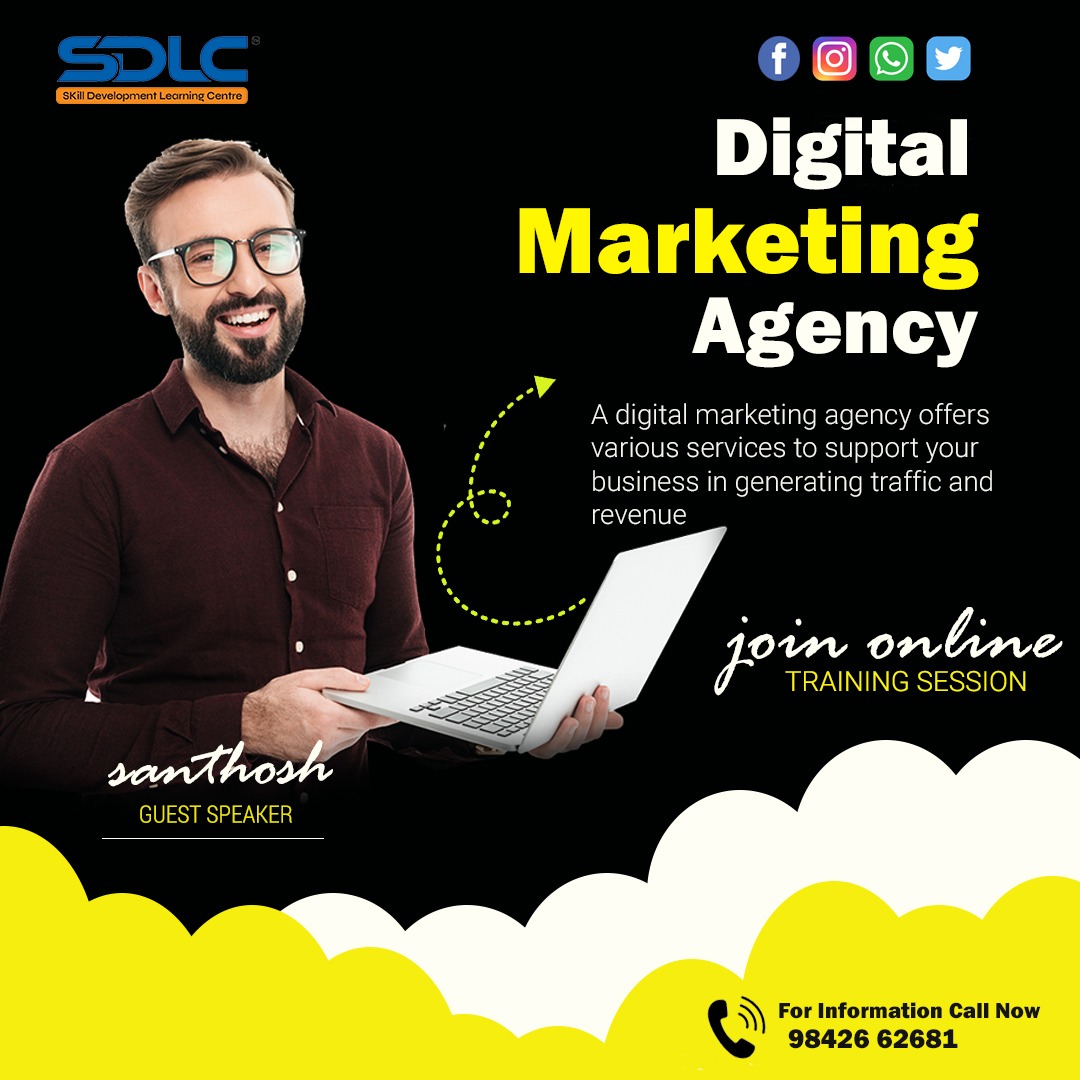 SDLC
SKill Development Learning Centre
Digital
Marketing
Agency
A digital marketing agency offers
various services to support your
business in generating traffic and
revenue
join online
TRAINING SESSION
santhosh
GUEST SPEAKER
For Information Call Now
98426 62681